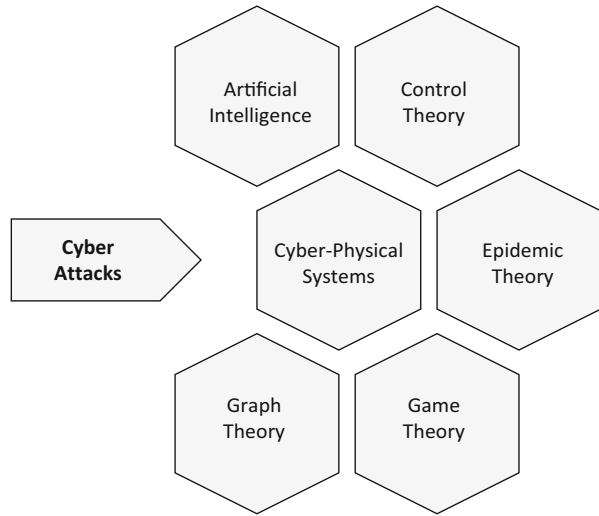 Artificial
Intelligence
Control
Theory
Cyber
Attacks
Cyber-Physical
Systems
Epidemic
Theory
Graph
Theory
Game
Theory